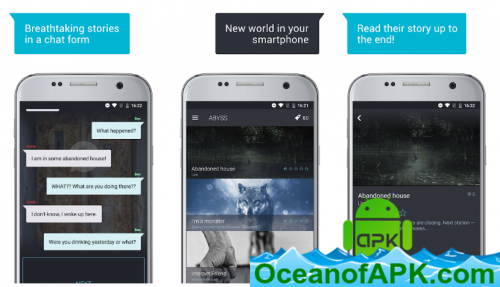 Breathtaking stories
in a chat form
New world in your
smartphone
Read their story up to
the end!
16:22
What happened?
I am in some abandoned house!
WHAT?? What are you doing there??
I don't know, I woke up here.
Were you drinking yesterday or what?
NEXT
16:21
ABYSS
Abandoned house
I'm a monster
Internet Friend
16:22
Abandoned house
are closing. Next station —
apk
OceanofAPK.com